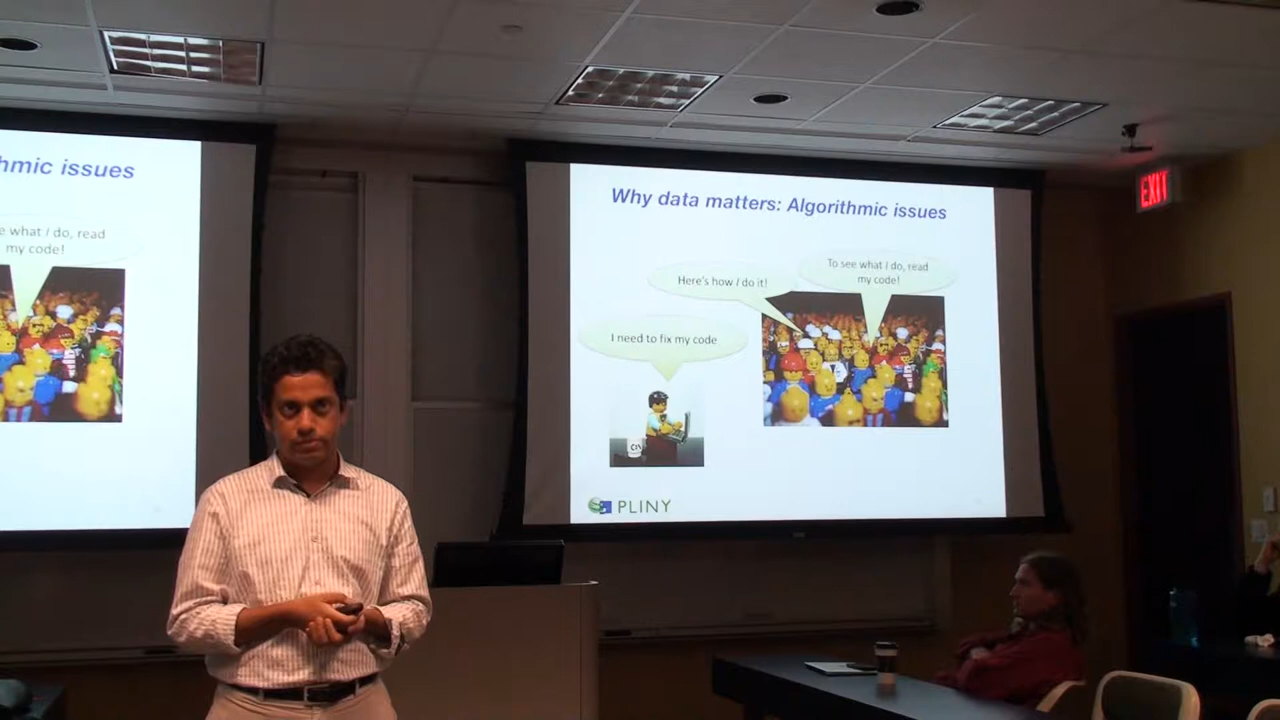 hmic issues
e what I do, read
my code!
Why data matters: Algorithmic issues
Here's how I do it!
To see what I do, read
my code!
I need to fix my code
PLINY
EXIT